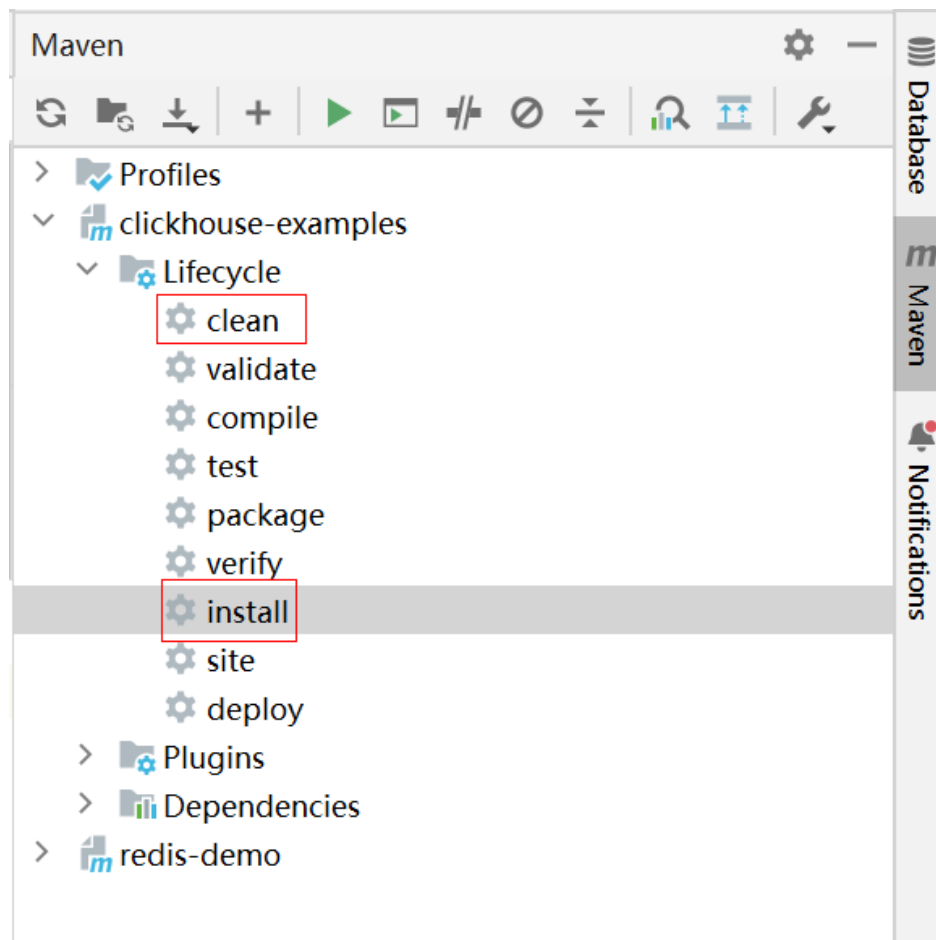 Maven
Profiles
clickhouse-examples
Lifecycle
clean
validate
compile
test
package
verify
install
site
deploy
Plugins
Dependencies
redis-demo
Database
Maven
Notifications